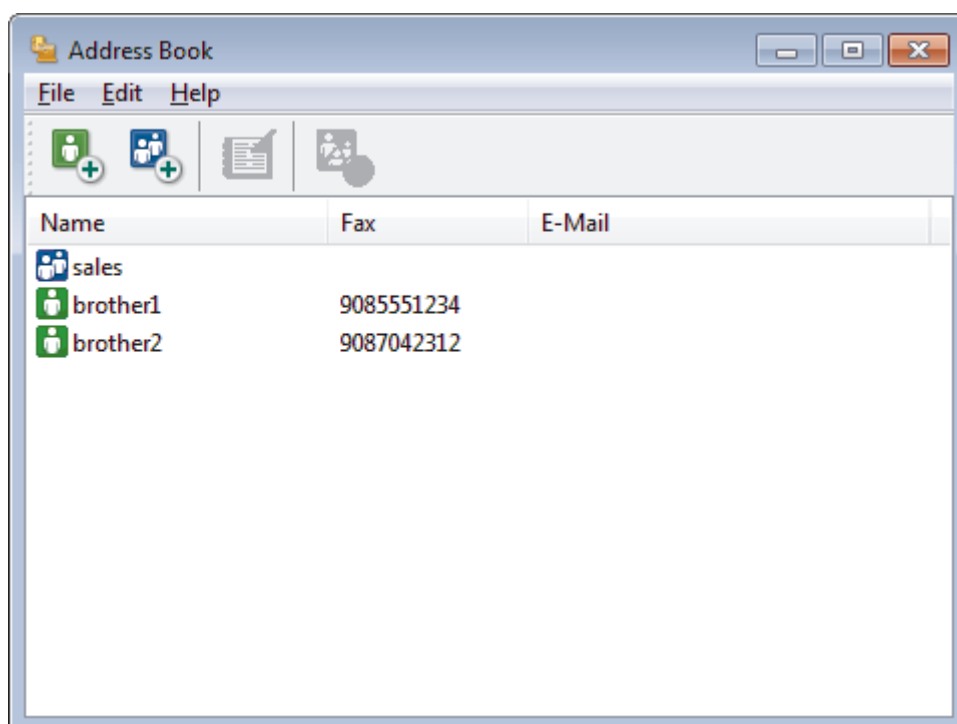 Address Book
File Edit Help
Name Fax E-Mail
sales
brother1 9085551234
brother2 9087042312